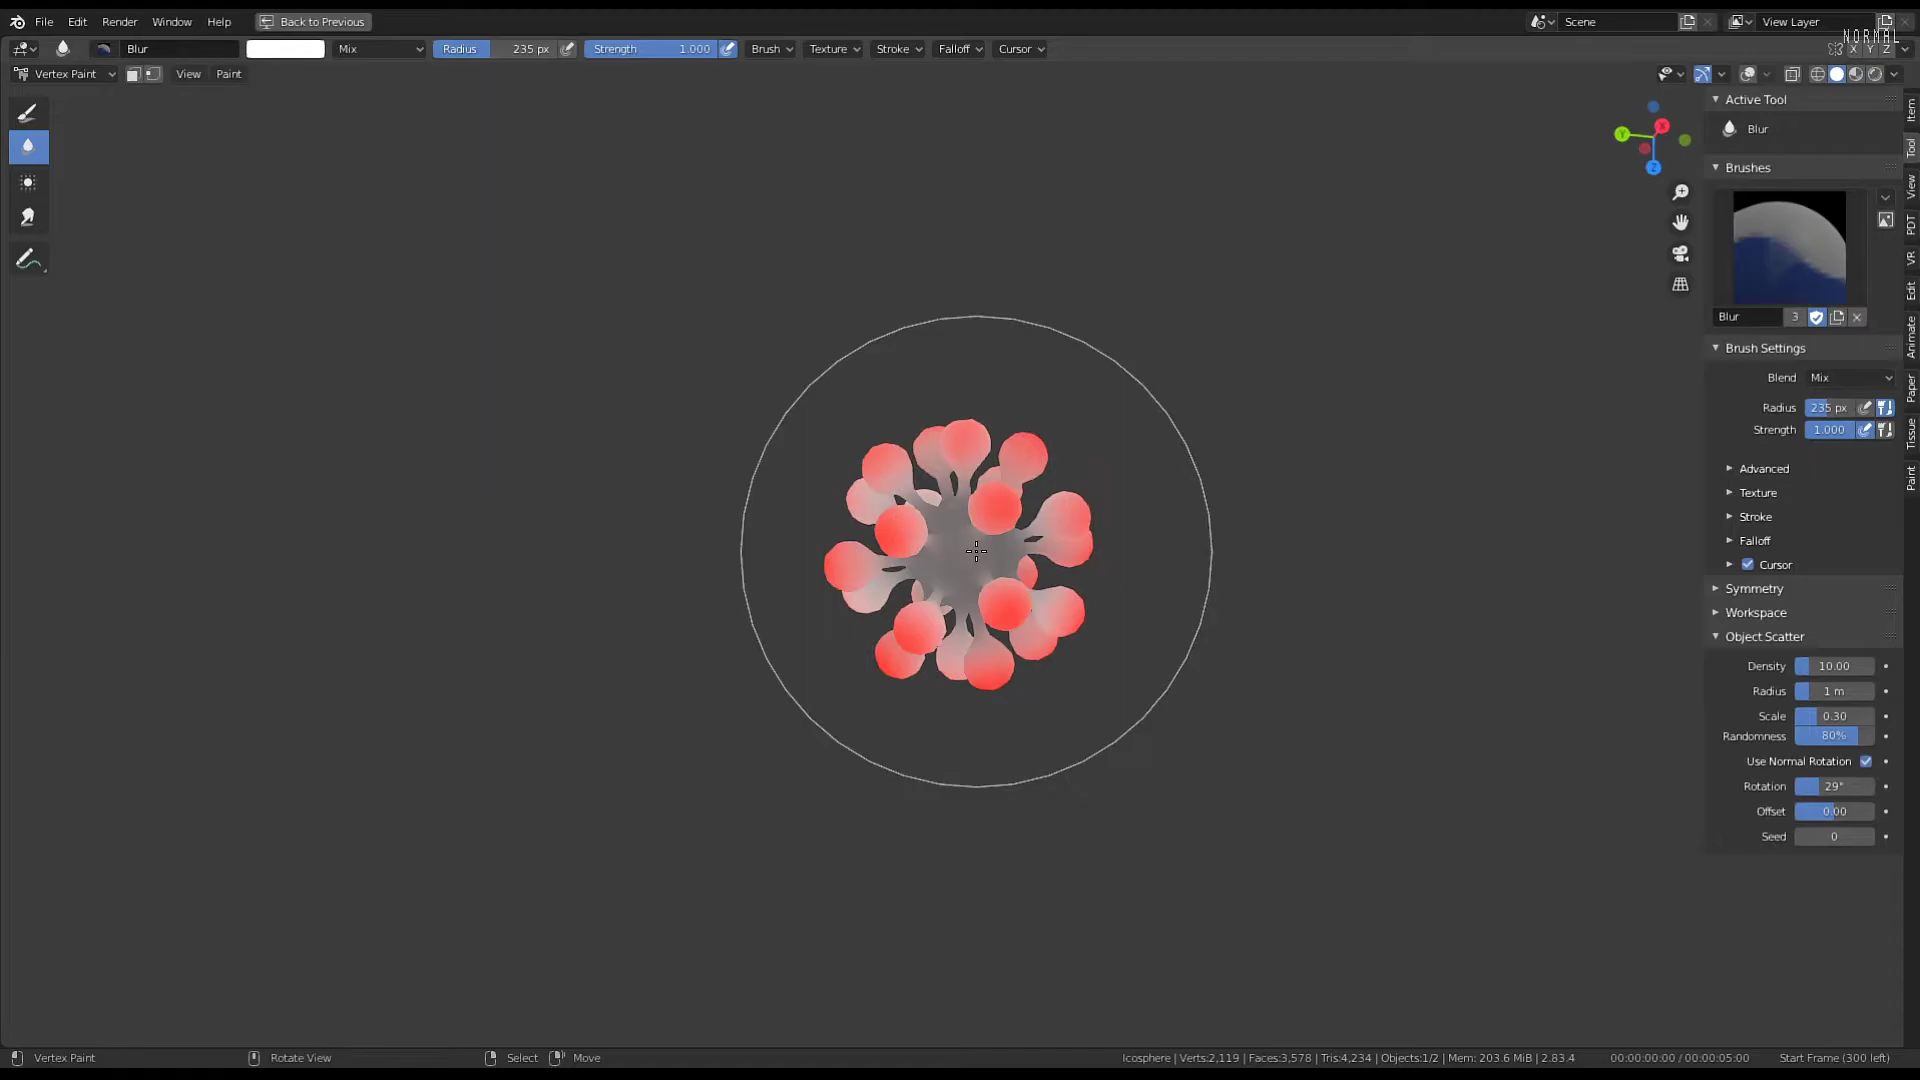 File Edit Render Window Help Back to Previous Scene View Layer
NORMAL
Blur Mix Radius 235 px Strength 1.000 Brush Texture Stroke Falloff Cursor X Y Z
Vertex Paint View Paint
Active Tool
Blur
Brushes
Blur 3
Brush Settings
Blend Mix
Radius 235 px
Strength 1.000
Advanced
Texture
Stroke
Falloff
Cursor
Symmetry
Workspace
Object Scatter
Density 10.00
Radius 1 m
Scale 0.30
Randomness 80%
Use Normal Rotation
Rotation 29°
Offset 0.00
Seed 0
Item
Tool
View
PDT
VR
Edit
Animate
Paper
Tissue
Paint
X
Y
Z
Vertex Paint Rotate View Select Move Icosphere | Verts:2,119 | Faces:3,578 | Tris:4,234 | Objects:1/2 | Mem: 203.6 MiB | 2.83.4 00:00:00:00 / 00:00:05:00 Start Frame (300 left)